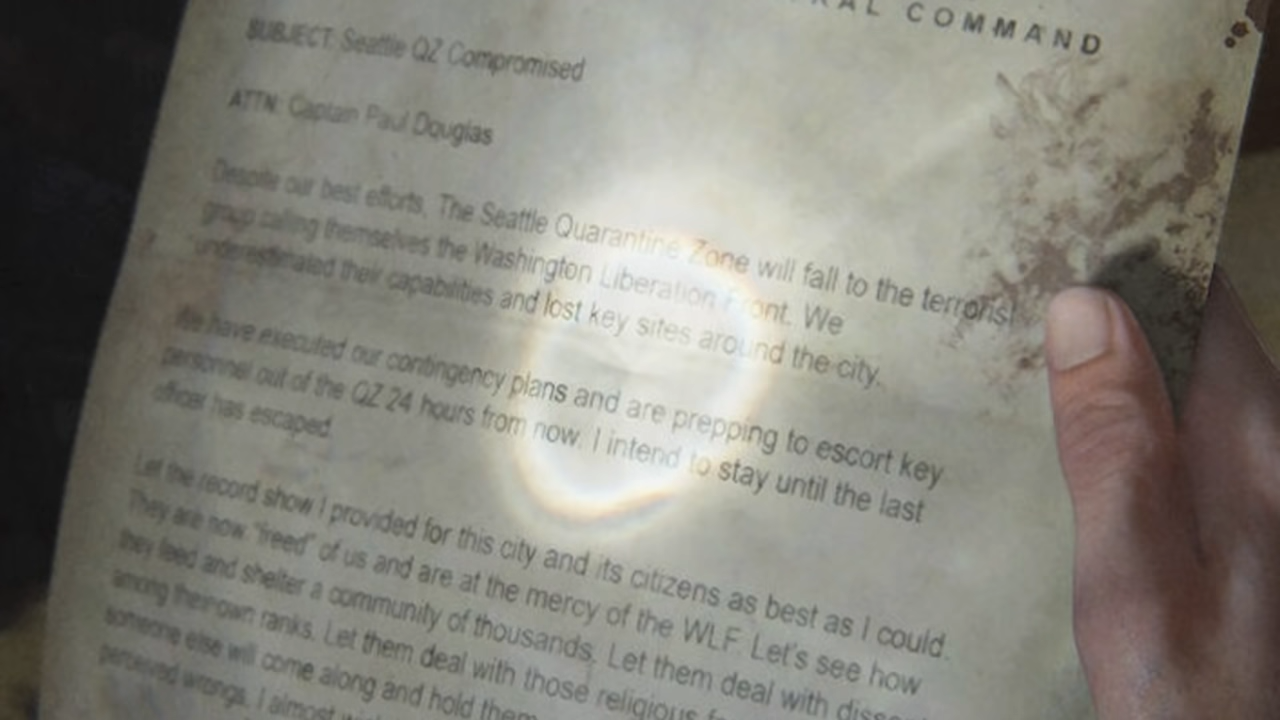 COMMAND
SUBJECT: Seattle QZ Compromised
ATTN: Captain Paul Douglas
Despite our best efforts, The Seattle Quarantine Zone will fall to the terrorist
group calling themselves the Washington Liberation Front. We
underestimated their capabilities and lost key sites around the city.
We have executed our contingency plans and are prepping to escort key
personnel out of the QZ 24 hours from now. I intend to stay until the last
officer has escaped.
Let the record show I provided for this city and its citizens as best as I could.
They are now "freed" of us and are at the mercy of the WLF. Let's see how
they feed and shelter a community of thousands. Let them deal with
among their own ranks. Let them deal with those religious
someone else will come along and hold them
perceived wrongs. I almost